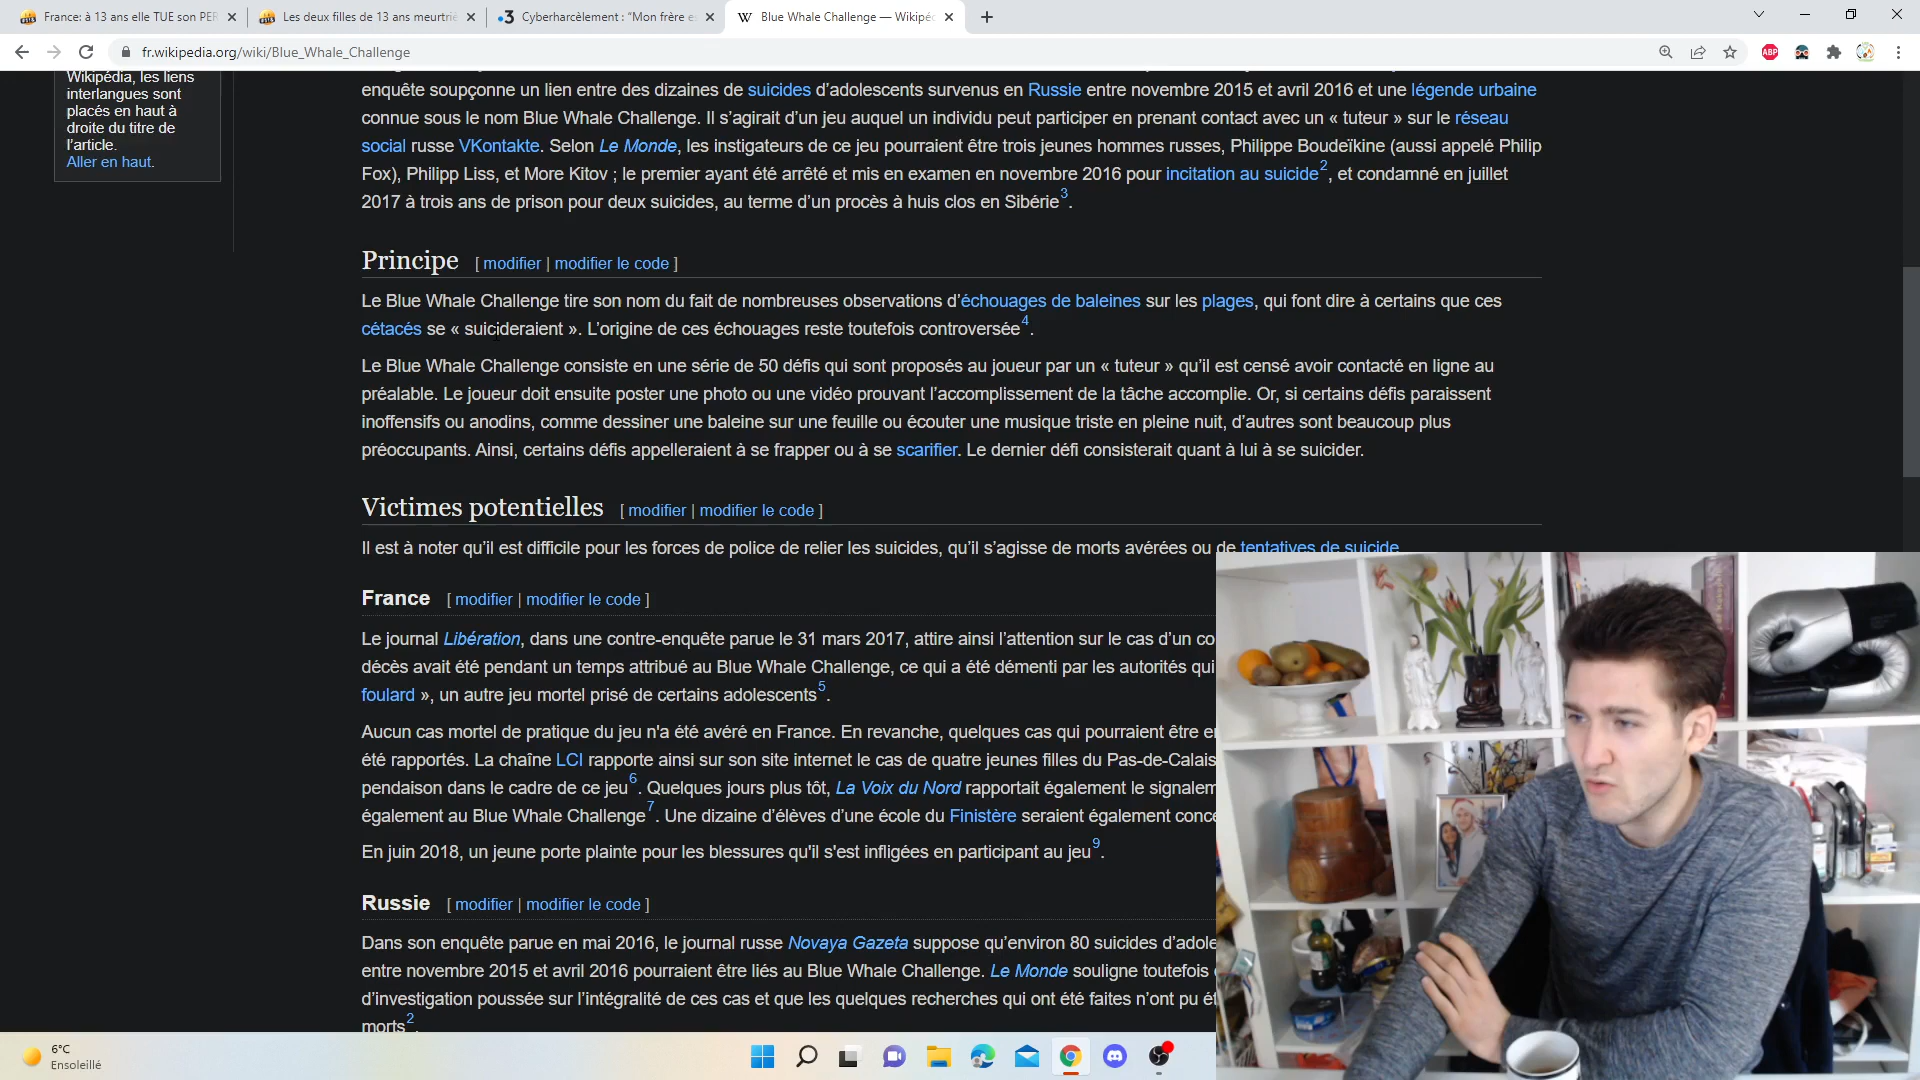 France: à 13 ans elle TUE son PER
Les deux filles de 13 ans meurtriè
Cyberharcèlement : "Mon frère e
Blue Whale Challenge — Wikipéd
fr.wikipedia.org/wiki/Blue_Whale_Challenge
Wikipédia, les liens
interlangues sont
placés en haut à
droite du titre de
l'article.
Aller en haut.
enquête soupçonne un lien entre des dizaines de suicides d'adolescents survenus en Russie entre novembre 2015 et avril 2016 et une légende urbaine
connue sous le nom Blue Whale Challenge. Il s'agirait d'un jeu auquel un individu peut participer en prenant contact avec un « tuteur » sur le réseau
social russe VKontakte. Selon Le Monde, les instigateurs de ce jeu pourraient être trois jeunes hommes russes, Philippe Boudeïkine (aussi appelé Philip
Fox), Philipp Liss, et More Kitov ; le premier ayant été arrêté et mis en examen en novembre 2016 pour incitation au suicide2, et condamné en juillet
2017 à trois ans de prison pour deux suicides, au terme d'un procès à huis clos en Sibérie3.
Principe [ modifier | modifier le code ]
Le Blue Whale Challenge tire son nom du fait de nombreuses observations d'échouages de baleines sur les plages, qui font dire à certains que ces
cétacés se « suicideraient ». L'origine de ces échouages reste toutefois controversée4.
Le Blue Whale Challenge consiste en une série de 50 défis qui sont proposés au joueur par un « tuteur » qu'il est censé avoir contacté en ligne au
préalable. Le joueur doit ensuite poster une photo ou une vidéo prouvant l'accomplissement de la tâche accomplie. Or, si certains défis paraissent
inoffensifs ou anodins, comme dessiner une baleine sur une feuille ou écouter une musique triste en pleine nuit, d'autres sont beaucoup plus
préoccupants. Ainsi, certains défis appelleraient à se frapper ou à se scarifier. Le dernier défi consisterait quant à lui à se suicider.
Victimes potentielles [ modifier | modifier le code ]
Il est à noter qu'il est difficile pour les forces de police de relier les suicides, qu'il s'agisse de morts avérées ou de tentatives de suicide
France [ modifier | modifier le code ]
Le journal Libération, dans une contre-enquête parue le 31 mars 2017, attire ainsi l'attention sur le cas d'un co
décès avait été pendant un temps attribué au Blue Whale Challenge, ce qui a été démenti par les autorités qui
foulard », un autre jeu mortel prisé de certains adolescents5.
Aucun cas mortel de pratique du jeu n'a été avéré en France. En revanche, quelques cas qui pourraient être e
été rapportés. La chaîne LCI rapporte ainsi sur son site internet le cas de quatre jeunes filles du Pas-de-Calais
pendaison dans le cadre de ce jeu6. Quelques jours plus tôt, La Voix du Nord rapportait également le signalem
également au Blue Whale Challenge7. Une dizaine d'élèves d'une école du Finistère seraient également conce
En juin 2018, un jeune porte plainte pour les blessures qu'il s'est infligées en participant au jeu9.
Russie [ modifier | modifier le code ]
Dans son enquête parue en mai 2016, le journal russe Novaya Gazeta suppose qu'environ 80 suicides d'adole
entre novembre 2015 et avril 2016 pourraient être liés au Blue Whale Challenge. Le Monde souligne toutefois
d'investigation poussée sur l'intégralité de ces cas et que les quelques recherches qui ont été faites n'ont pu ét
morts2.
6°C
Ensoleillé